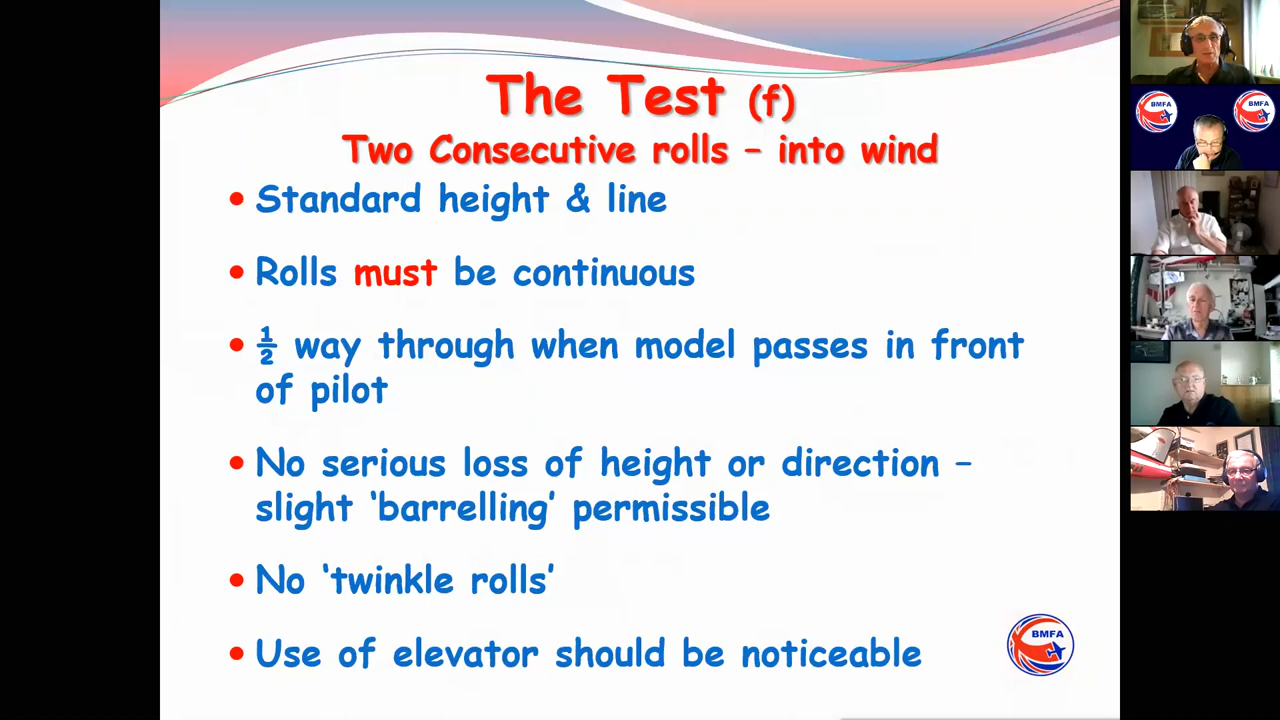 The Test (f)
Two Consecutive rolls – into wind
• Standard height & line
• Rolls must be continuous
• ½ way through when model passes in front
of pilot
• No serious loss of height or direction –
slight ‘barrelling’ permissible
• No ‘twinkle rolls’
• Use of elevator should be noticeable
BMFA
BMFA
BMFA